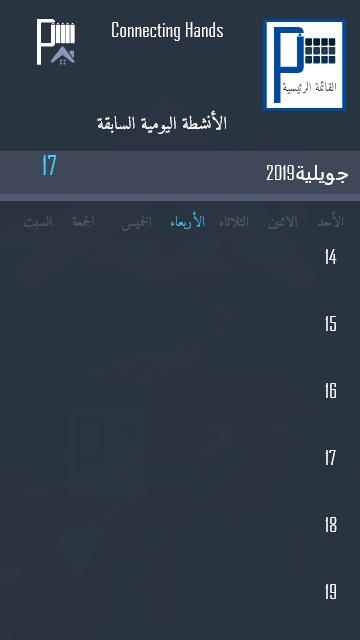 Connecting Hands
القائمة الرئيسية
الأنشطة اليومية السابقة
جويلية2019
17
الأحد الاثنين الثلاثاء الأربعاء الخميس الجمعة السبت
14
15
16
17
18
19